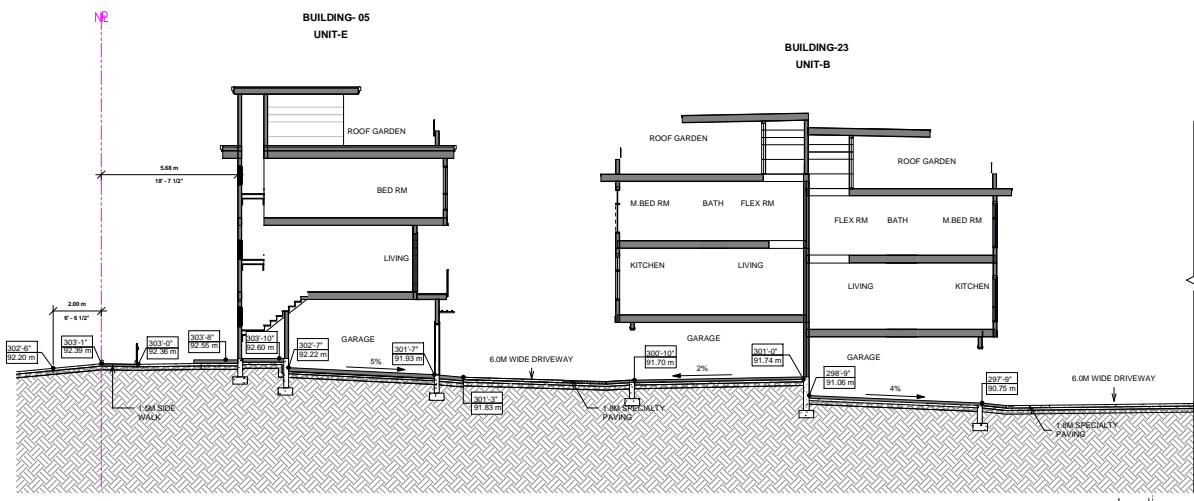 BUILDING- 05
UNIT-E
BUILDING-23
UNIT-B
ROOF GARDEN
ROOF GARDEN
ROOF GARDEN
5.68 m
18' - 7 1/2"
BED RM
M.BED RM
BATH
FLEX RM
FLEX RM
BATH
M.BED RM
LIVING
KITCHEN
LIVING
LIVING
KITCHEN
2.00 m
6' - 6 1/2"
302'-6"
92.20 m
303'-1"
92.39 m
303'-0"
92.36 m
303'-8"
92.55 m
303'-10"
92.60 m
302'-7"
92.22 m
GARAGE
5%
301'-7"
91.93 m
301'-3"
91.83 m
6.0M WIDE DRIVEWAY
300'-10"
91.70 m
GARAGE
2%
301'-0"
91.74 m
GARAGE
298'-9"
91.06 m
4%
297'-9"
90.75 m
6.0M WIDE DRIVEWAY
1.5M SIDE
WALK
1.8M SPECIALTY
PAVING
1.8M SPECIALTY
PAVING